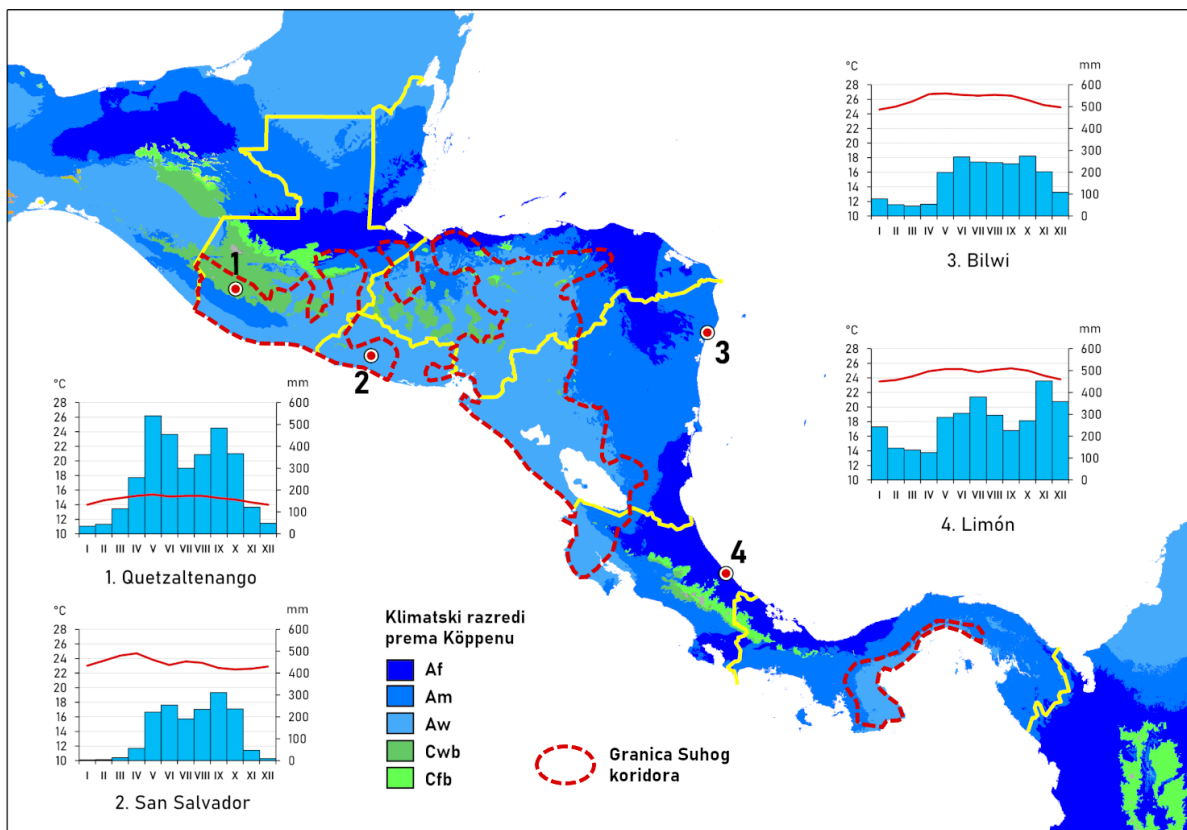 °C mm
28 600
26 500
24
22 400
20 300
18
16 200
14 100
12
10 0
I II III IV V VI VII VIII IX X XI XII
3. Bilwi
1
2
3
°C mm
28 600
26 500
24
22 400
20 300
18
16 200
14 100
12
10 0
I II III IV V VI VII VIII IX X XI XII
4. Limón
°C mm
28 600
26 500
24
22 400
20 300
18
16 200
14 100
12
10 0
I II III IV V VI VII VIII IX X XI XII
1. Quetzaltenango
4
°C mm
28 600
26 500
24
22 400
20 300
18
16 200
14 100
12
10 0
I II III IV V VI VII VIII IX X XI XII
2. San Salvador
Klimatski razredi
prema Köppenu
Af
Am
Aw
Cwb
Cfb
Granica Suhog
koridora